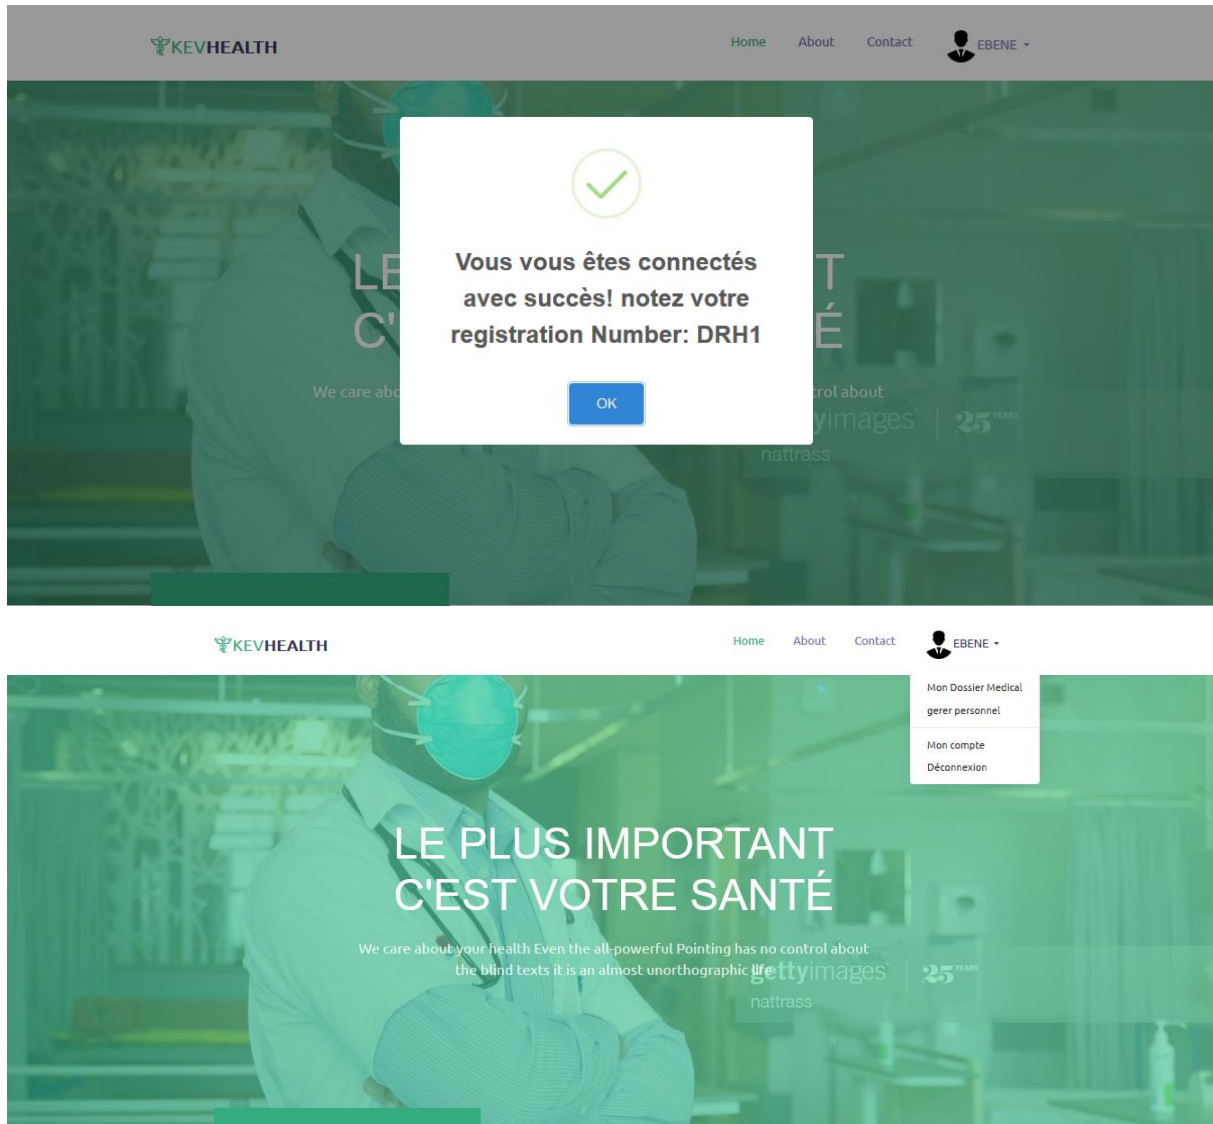 KEVHEALTH
Home About Contact EBENE
Vous vous êtes connectés
avec succès! notez votre
registration Number: DRH1
OK
LE T
C' É
We care abo trol about
yimages 25 YEARS
nattrass
KEVHEALTH
Home About Contact EBENE
Mon Dossier Medical
gerer personnel
Mon compte
Déconnexion
LE PLUS IMPORTANT
C'EST VOTRE SANTÉ
We care about your health Even the all-powerful Pointing has no control about
the blind texts it is an almost unorthographic life
gettyimages 25 YEARS
nattrass